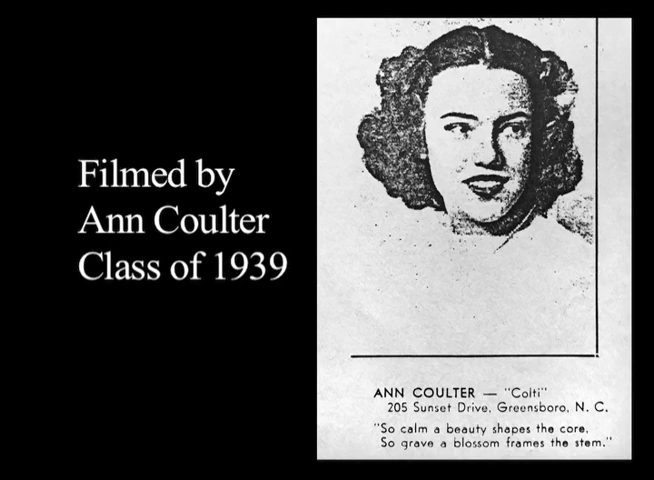 Filmed by
Ann Coulter
Class of 1939
ANN COULTER — "Colti"
205 Sunset Drive, Greensboro, N. C.
"So calm a beauty shapes the core,
So grave a blossom frames the stem."